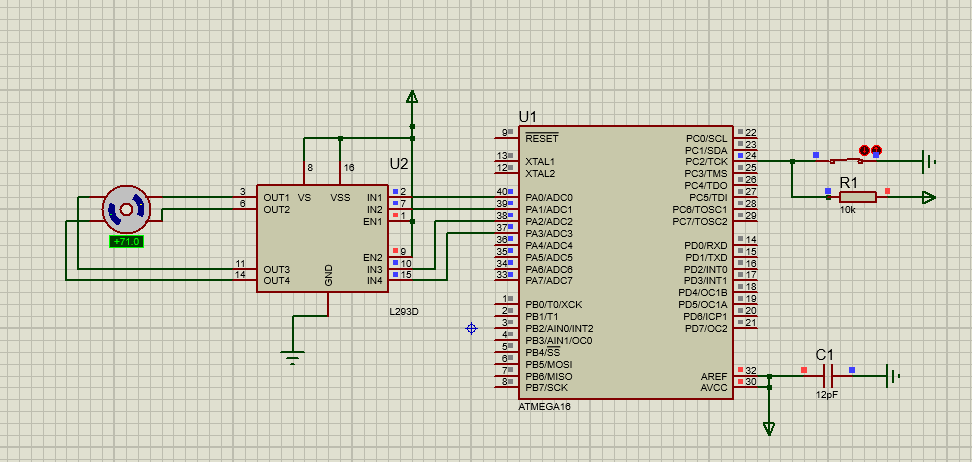 U1
9 RESET
13 XTAL1
12 XTAL2
40 PA0/ADC0
39 PA1/ADC1
38 PA2/ADC2
37 PA3/ADC3
36 PA4/ADC4
35 PA5/ADC5
34 PA6/ADC6
33 PA7/ADC7
1 PB0/T0/XCK
2 PB1/T1
3 PB2/AIN0/INT2
4 PB3/AIN1/OC0
5 PB4/SS
6 PB5/MOSI
7 PB6/MISO
8 PB7/SCK
PC0/SCL 22
PC1/SDA 23
PC2/TCK 24
PC3/TMS 25
PC4/TDO 26
PC5/TDI 27
PC6/TOSC1 28
PC7/TOSC2 29
PD0/RXD 14
PD1/TXD 15
PD2/INT0 16
PD3/INT1 17
PD4/OC1B 18
PD5/OC1A 19
PD6/ICP1 20
PD7/OC2 21
AREF 32
AVCC 30
ATMEGA16
U2
8 16
VS VSS
3 OUT1
6 OUT2
11 OUT3
14 OUT4
IN1 2
IN2 7
EN1 1
EN2 9
IN3 10
IN4 15
GND
L293D
+71.0
R1
10k
C1
12pF